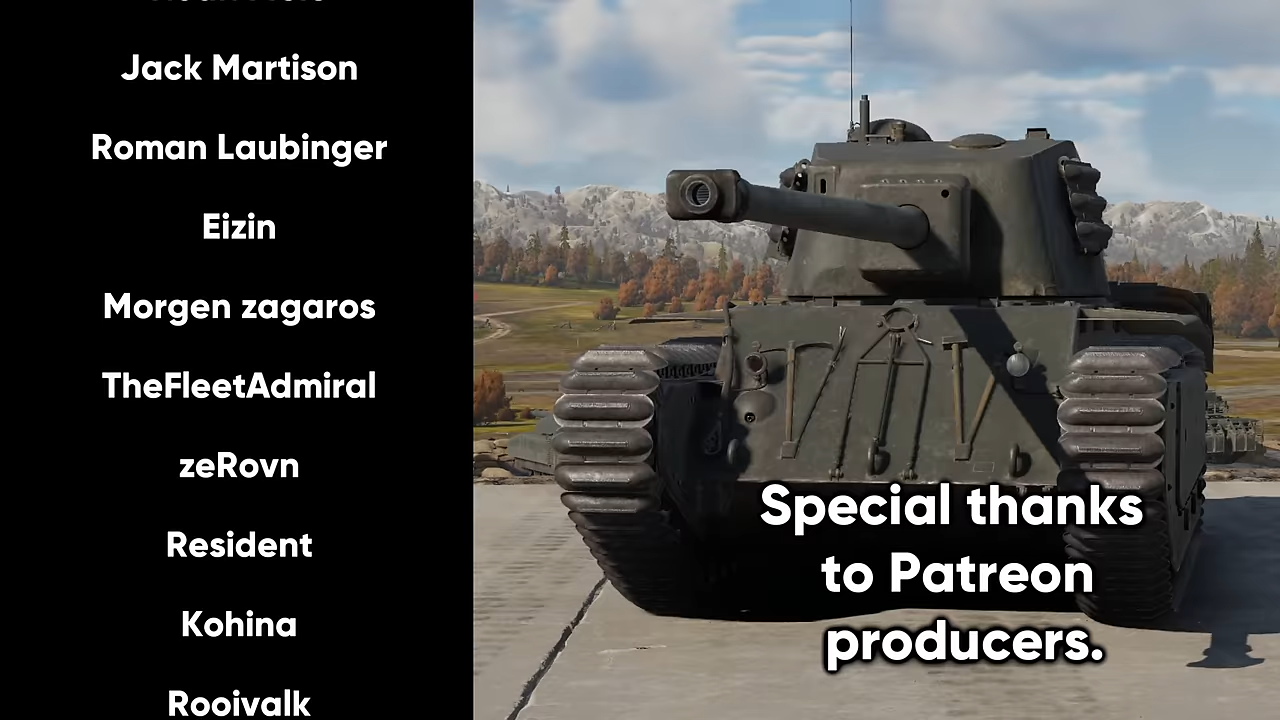 Jack Martison
Roman Laubinger
Eizin
Morgen zagaros
TheFleetAdmiral
zeRovn
Resident
Kohina
Rooivalk
Special thanks
to Patreon
producers.